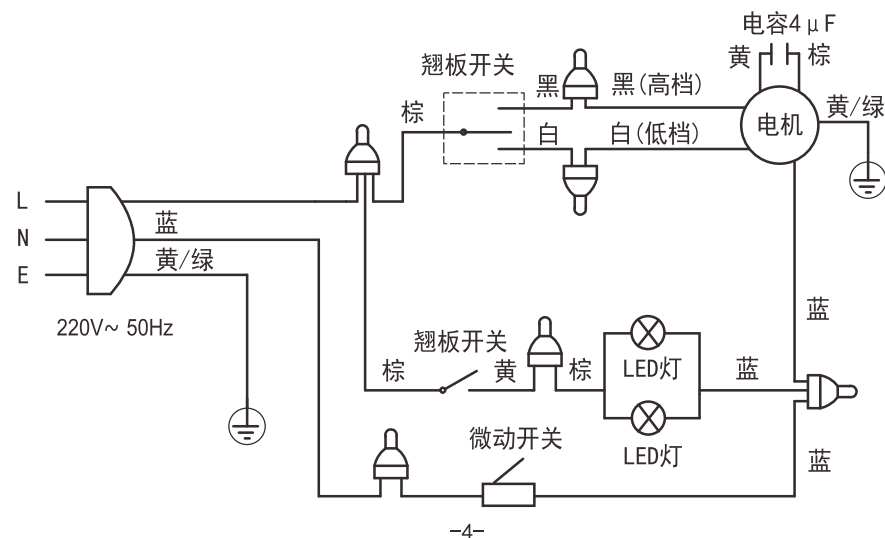 电容4μF
黄
棕
翘板开关
黑
黑(高档)
棕
白
白(低档)
电机
黄/绿
L
N
E
蓝
黄/绿
220V~ 50Hz
蓝
翘板开关
棕
黄
棕
LED灯
蓝
LED灯
微动开关
蓝
-4-